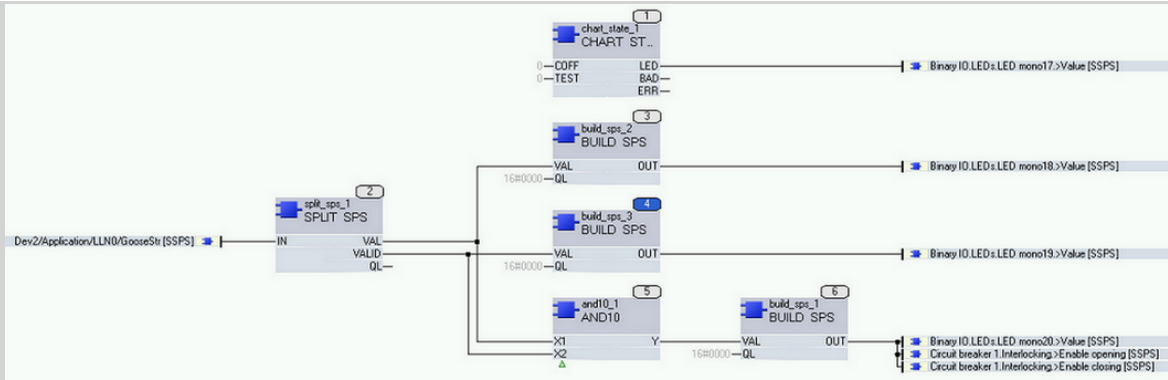 1
chart_state_1
CHART ST..
0 COFF LED Binary IO.LEDs.LED mono17.>Value [SSPS]
0 TEST BAD
ERR
3
build_sps_2
BUILD SPS
VAL OUT Binary IO.LEDs.LED mono18.>Value [SSPS]
16#0000 QL
2
split_sps_1
SPLIT SPS
4
build_sps_3
BUILD SPS
Dev2/Application/LLN0/GooseStr [SSPS] IN VAL
VALID VAL OUT Binary IO.LEDs.LED mono19.>Value [SSPS]
QL 16#0000 QL
5
and10_1
AND10
6
build_sps_1
BUILD SPS
X1 Y VAL OUT Binary IO.LEDs.LED mono20.>Value [SSPS]
X2 16#0000 QL Circuit breaker 1.Interlocking.>Enable opening [SSPS]
Circuit breaker 1.Interlocking.>Enable closing [SSPS]